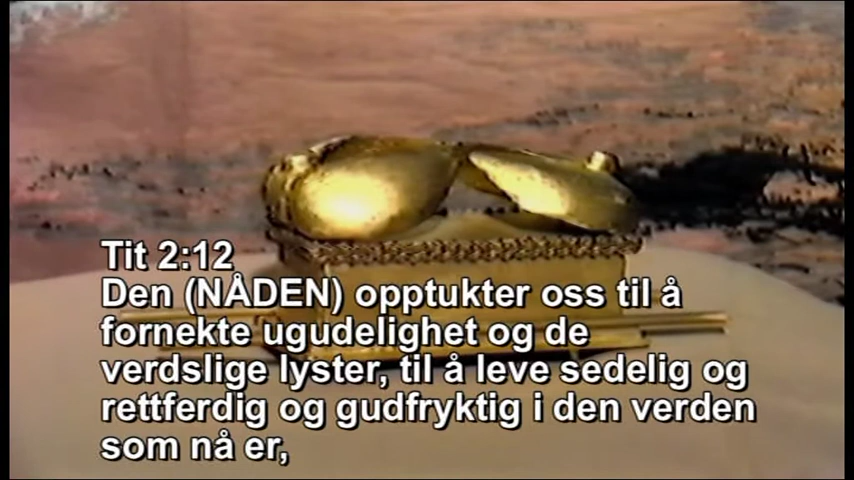 Tit 2:12
Den (NÅDEN) opptukter oss til å
fornekte ugudelighet og de
verdslige lyster, til å leve sedelig og
rettferdig og gudfryktig i den verden
som nå er,